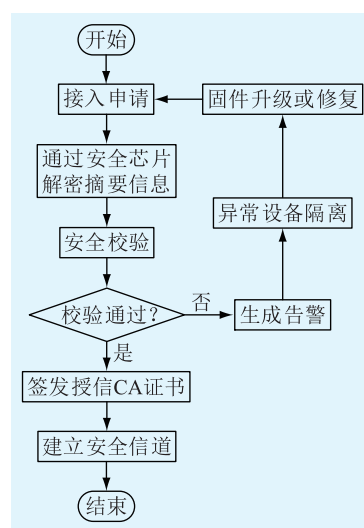 开始
接入申请
固件升级或修复
通过安全芯片
解密摘要信息
异常设备隔离
安全校验
校验通过？
否
生成告警
是
签发授信CA证书
建立安全信道
结束